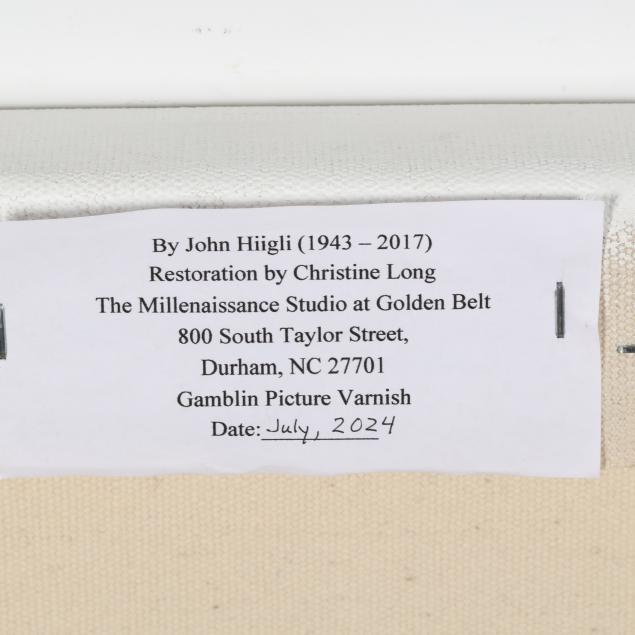 By John Hiigli (1943 – 2017)
Restoration by Christine Long
The Millenaissance Studio at Golden Belt
800 South Taylor Street,
Durham, NC 27701
Gamblin Picture Varnish
Date: July, 2024